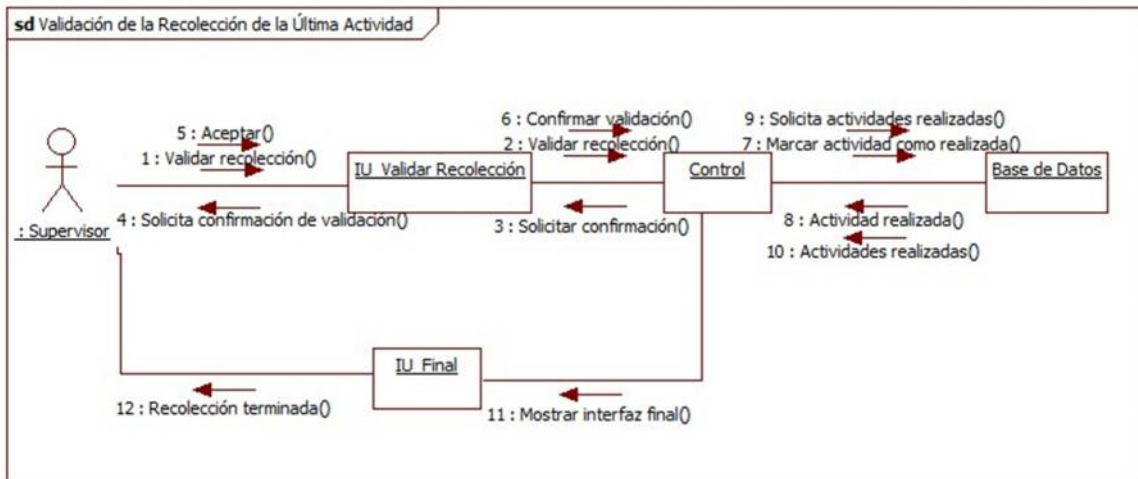 sd Validación de la Recolección de la Última Actividad
5 : Aceptar()
1 : Validar recolección()
4 : Solicita confirmación de validación()
: Supervisor
IU_Validar Recolección
6 : Confirmar validación()
2 : Validar recolección()
3 : Solicitar confirmación()
Control
9 : Solicita actividades realizadas()
7 : Marcar actividad como realizada()
8 : Actividad realizada()
10 : Actividades realizadas()
Base de Datos
IU_Final
12 : Recolección terminada()
11 : Mostrar interfaz final()